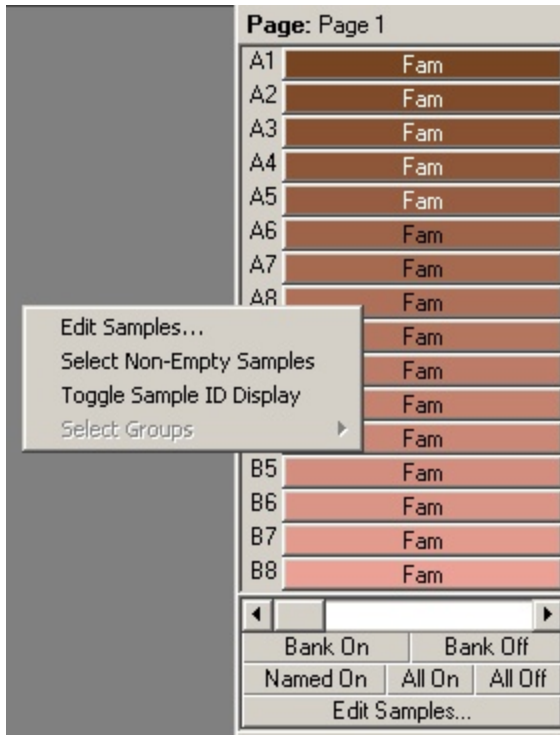 Page: Page 1
A1 Fam
A2 Fam
A3 Fam
A4 Fam
A5 Fam
A6 Fam
A7 Fam
A8 Fam
Edit Samples...
Select Non-Empty Samples
Toggle Sample ID Display
Select Groups
Fam
Fam
Fam
Fam
B5 Fam
B6 Fam
B7 Fam
B8 Fam
Bank On Bank Off
Named On All On All Off
Edit Samples...